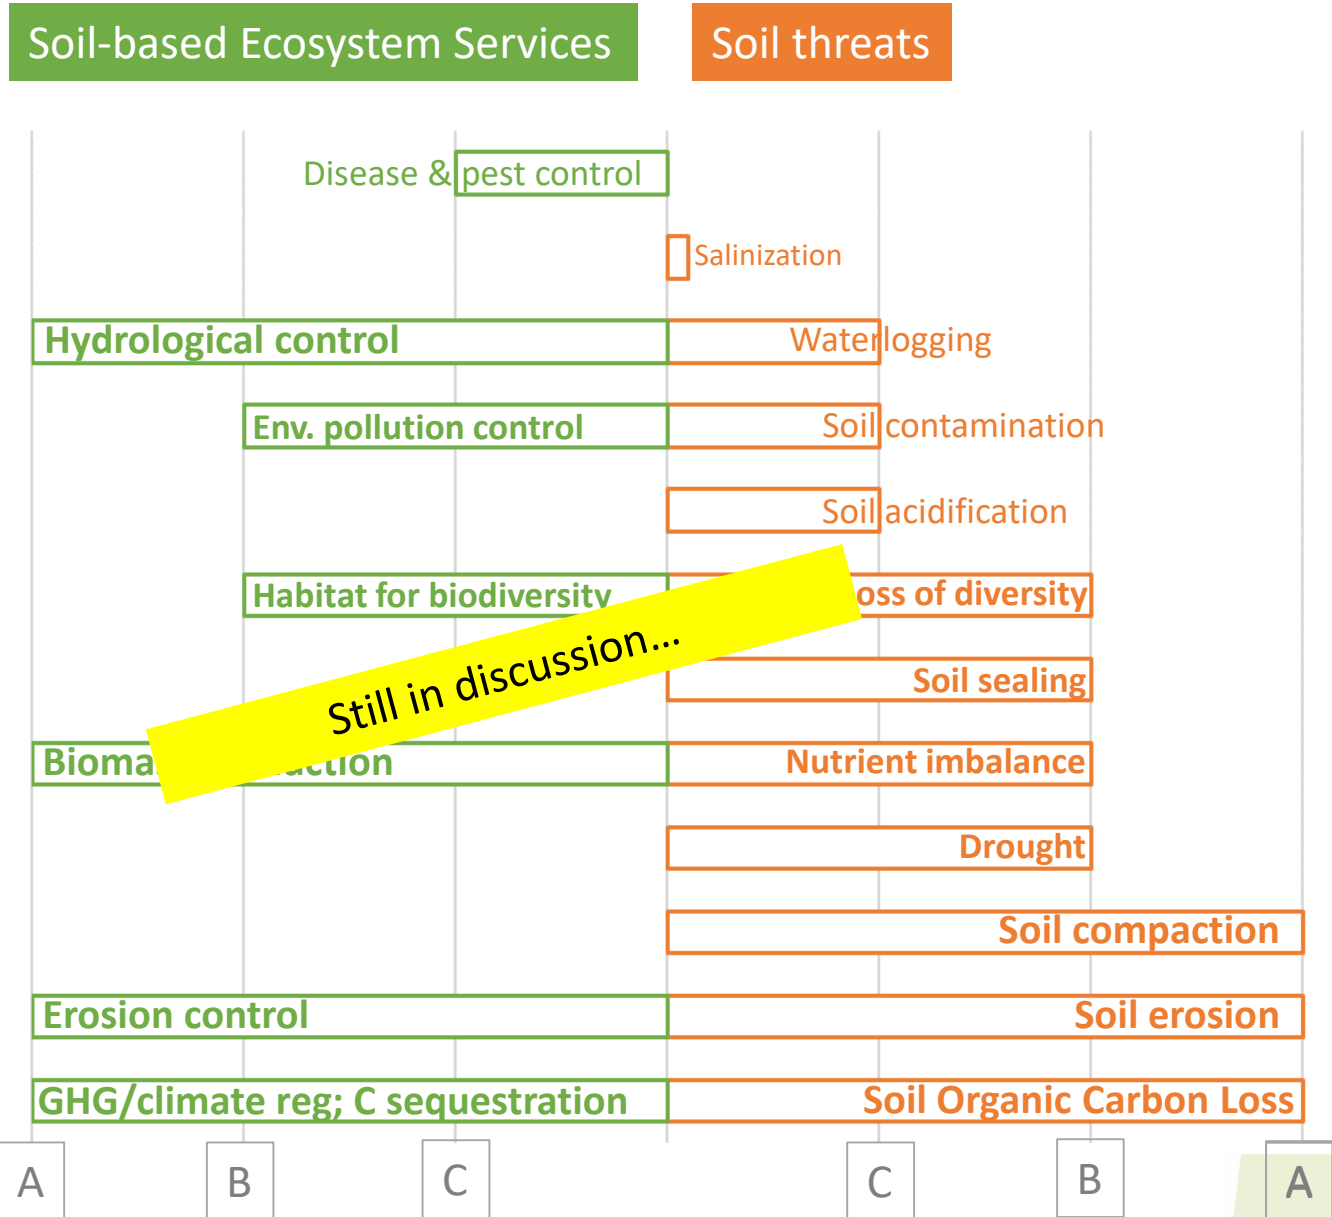 Soil-based Ecosystem Services
Soil threats
Disease & pest control
Salinization
Hydrological control
Waterlogging
Env. pollution control
Soil contamination
Soil acidification
Habitat for biodiversity
of diversity
Still in discussion...
Soil sealing
Nutrient imbalance
Drought
Soil compaction
Erosion control
Soil erosion
GHG/climate reg; C sequestration
Soil Organic Carbon Loss
A B C C B A